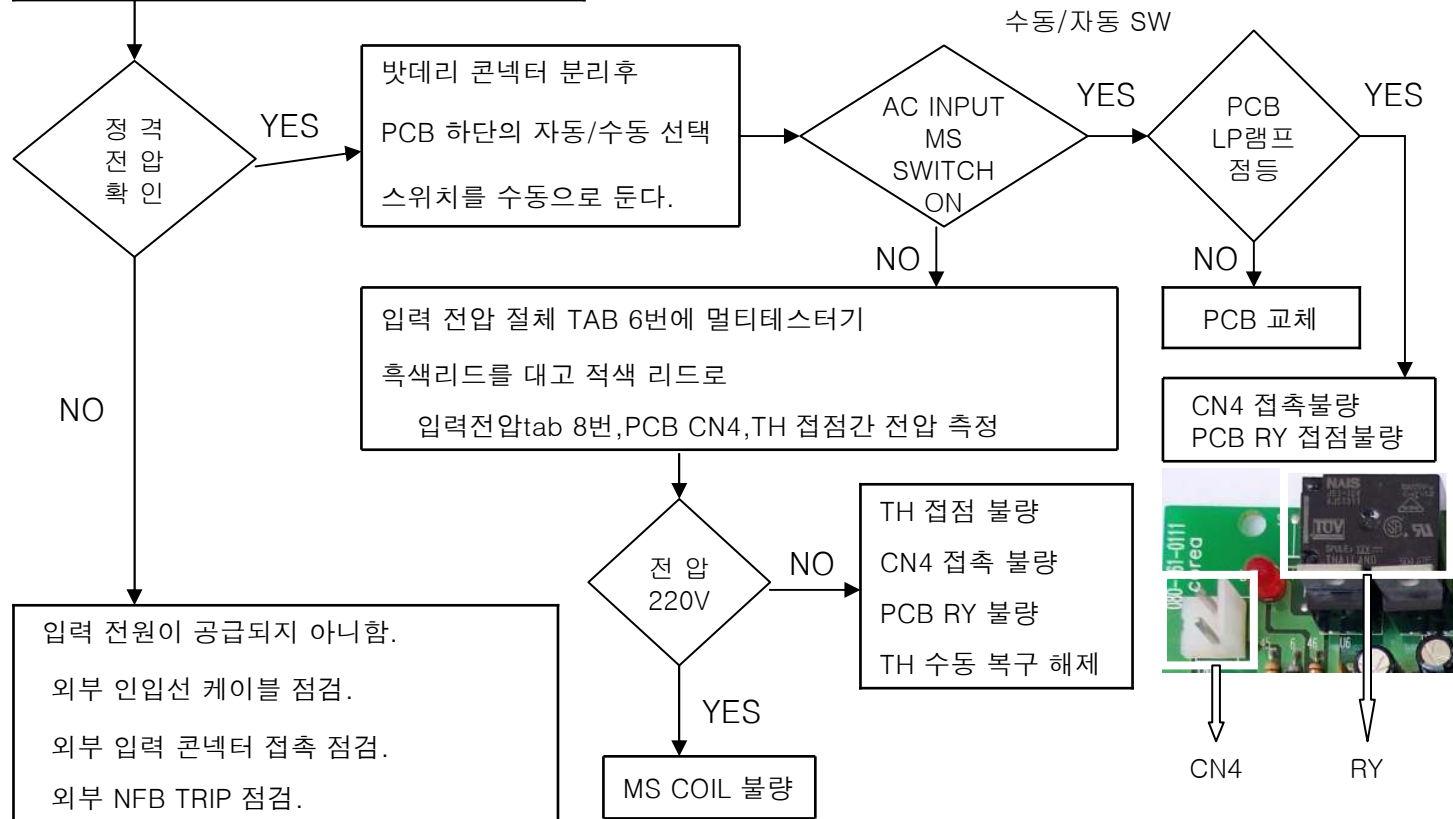 수동/자동 SW
정 격
전 압
확 인
YES
밧데리 콘넥터 분리후
PCB 하단의 자동/수동 선택
스위치를 수동으로 둔다.
AC INPUT
MS
SWITCH
ON
YES
PCB
LP램프
점등
YES
NO
NO
PCB 교체
입력 전압 절체 TAB 6번에 멀티테스터기
흑색리드를 대고 적색 리드로
입력전압tab 8번,PCB CN4,TH 접점간 전압 측정
CN4 접촉불량
PCB RY 접점불량
NO
전 압
220V
NO
TH 접점 불량
CN4 접촉 불량
PCB RY 불량
TH 수동 복구 해제
YES
MS COIL 불량
입력 전원이 공급되지 아니함.
외부 인입선 케이블 점검.
외부 입력 콘넥터 접촉 점검.
외부 NFB TRIP 점검.
NAIS
TUV
THAILAND
CN4
RY